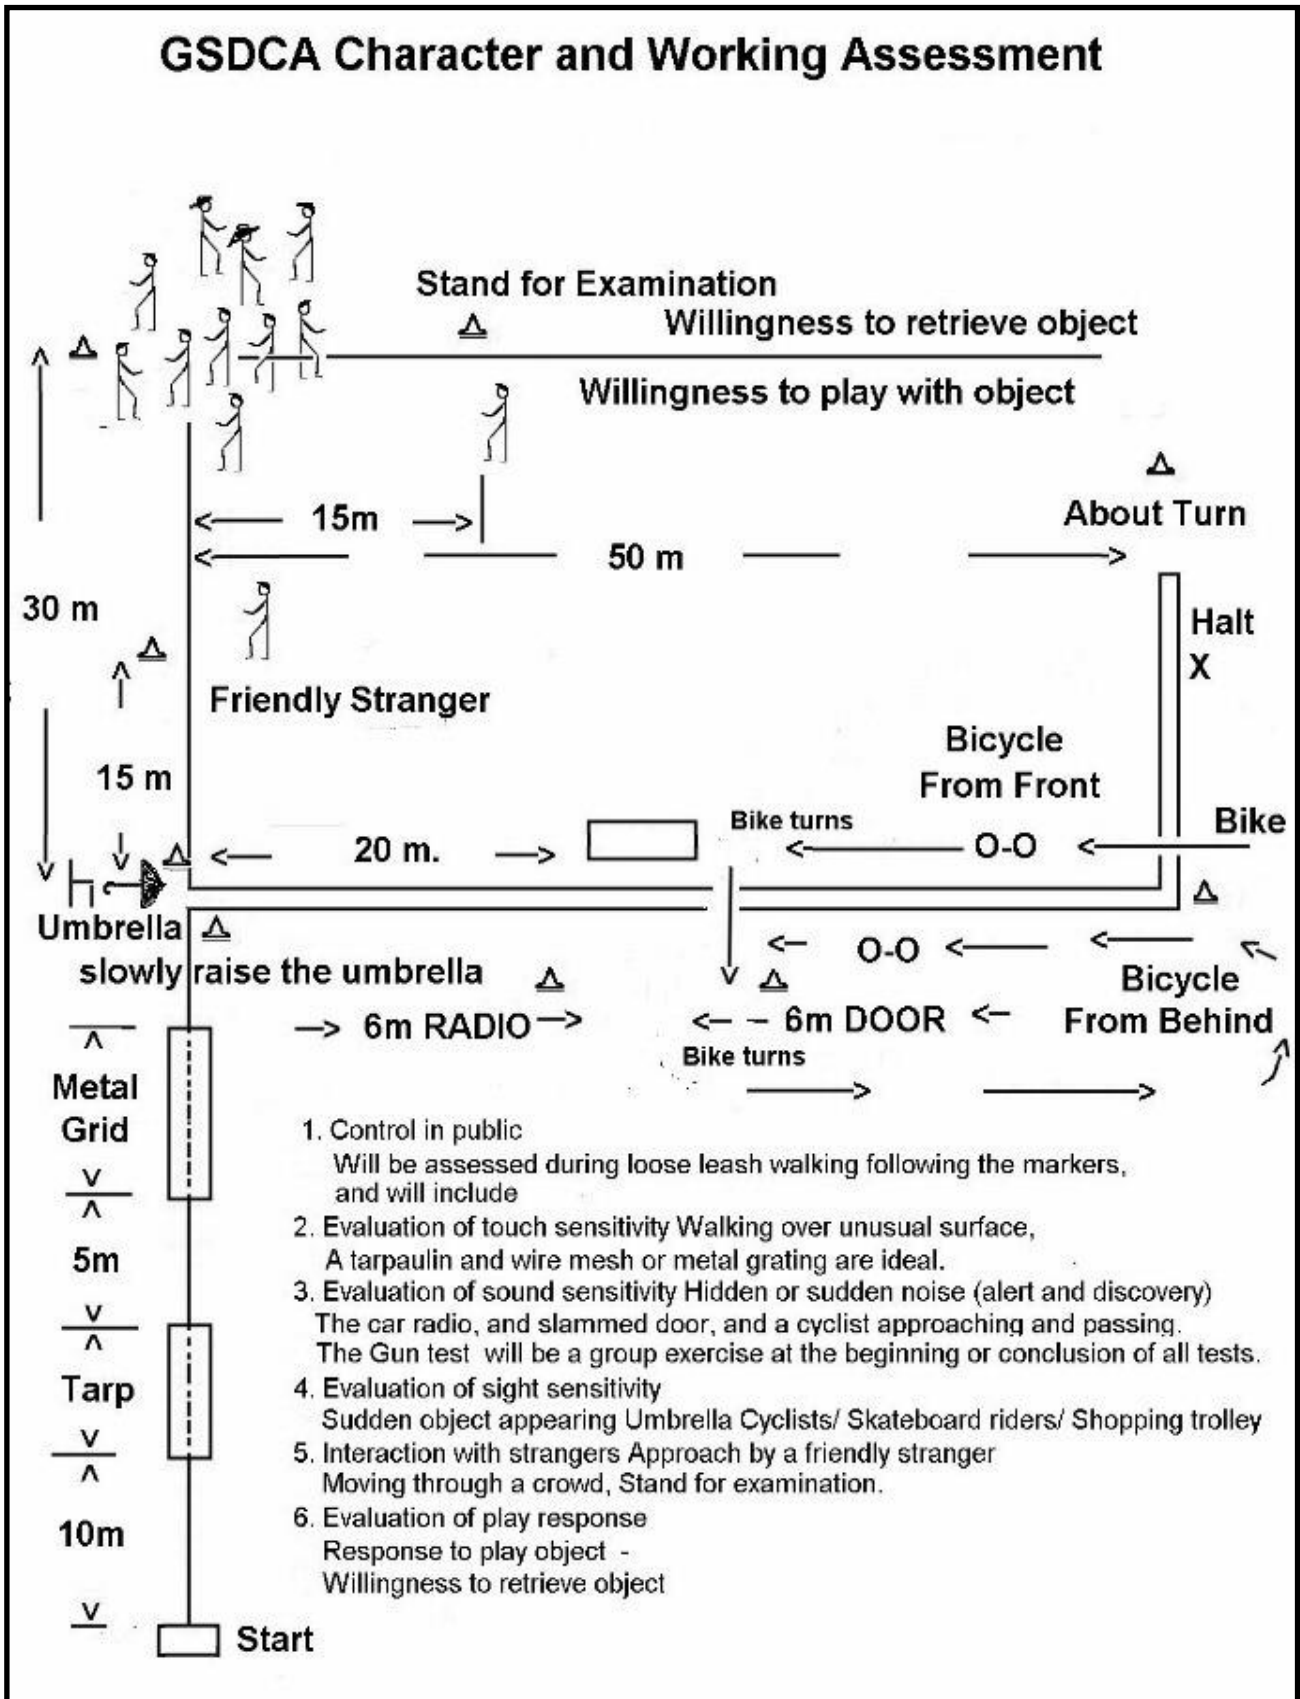 GSDCA Character and Working Assessment
Stand for Examination
Willingness to retrieve object
Willingness to play with object
About Turn
15m
50 m
30 m
Halt
X
Friendly Stranger
Bicycle
From Front
15 m
Bike turns
Bike
20 m.
O-O
Umbrella
slowly raise the umbrella
O-O
Bicycle
From Behind
6m RADIO
6m DOOR
Bike turns
Metal
Grid
1. Control in public
Will be assessed during loose leash walking following the markers,
and will include
2. Evaluation of touch sensitivity Walking over unusual surface,
A tarpaulin and wire mesh or metal grating are ideal.
5m
3. Evaluation of sound sensitivity Hidden or sudden noise (alert and discovery)
The car radio, and slammed door, and a cyclist approaching and passing.
The Gun test will be a group exercise at the beginning or conclusion of all tests.
Tarp
4. Evaluation of sight sensitivity
Sudden object appearing Umbrella Cyclists/ Skateboard riders/ Shopping trolley
5. Interaction with strangers Approach by a friendly stranger
Moving through a crowd, Stand for examination.
10m
6. Evaluation of play response
Response to play object -
Willingness to retrieve object
Start